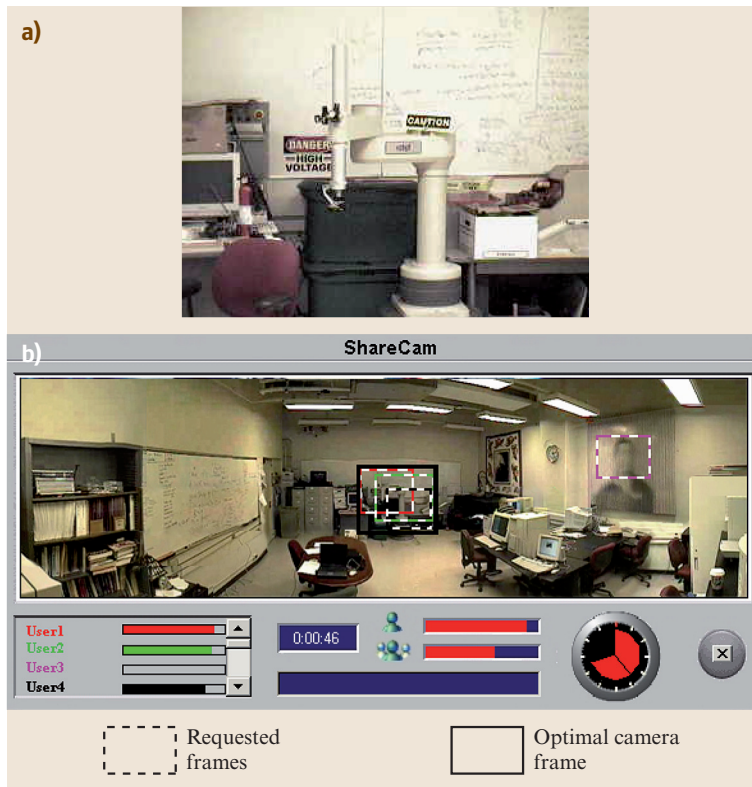 a)
DANGER
HIGH
VOLTAGE
CAUTION
b)
ShareCam
User1
User2
User3
User4
0:00:46
Requested
frames
Optimal camera
frame